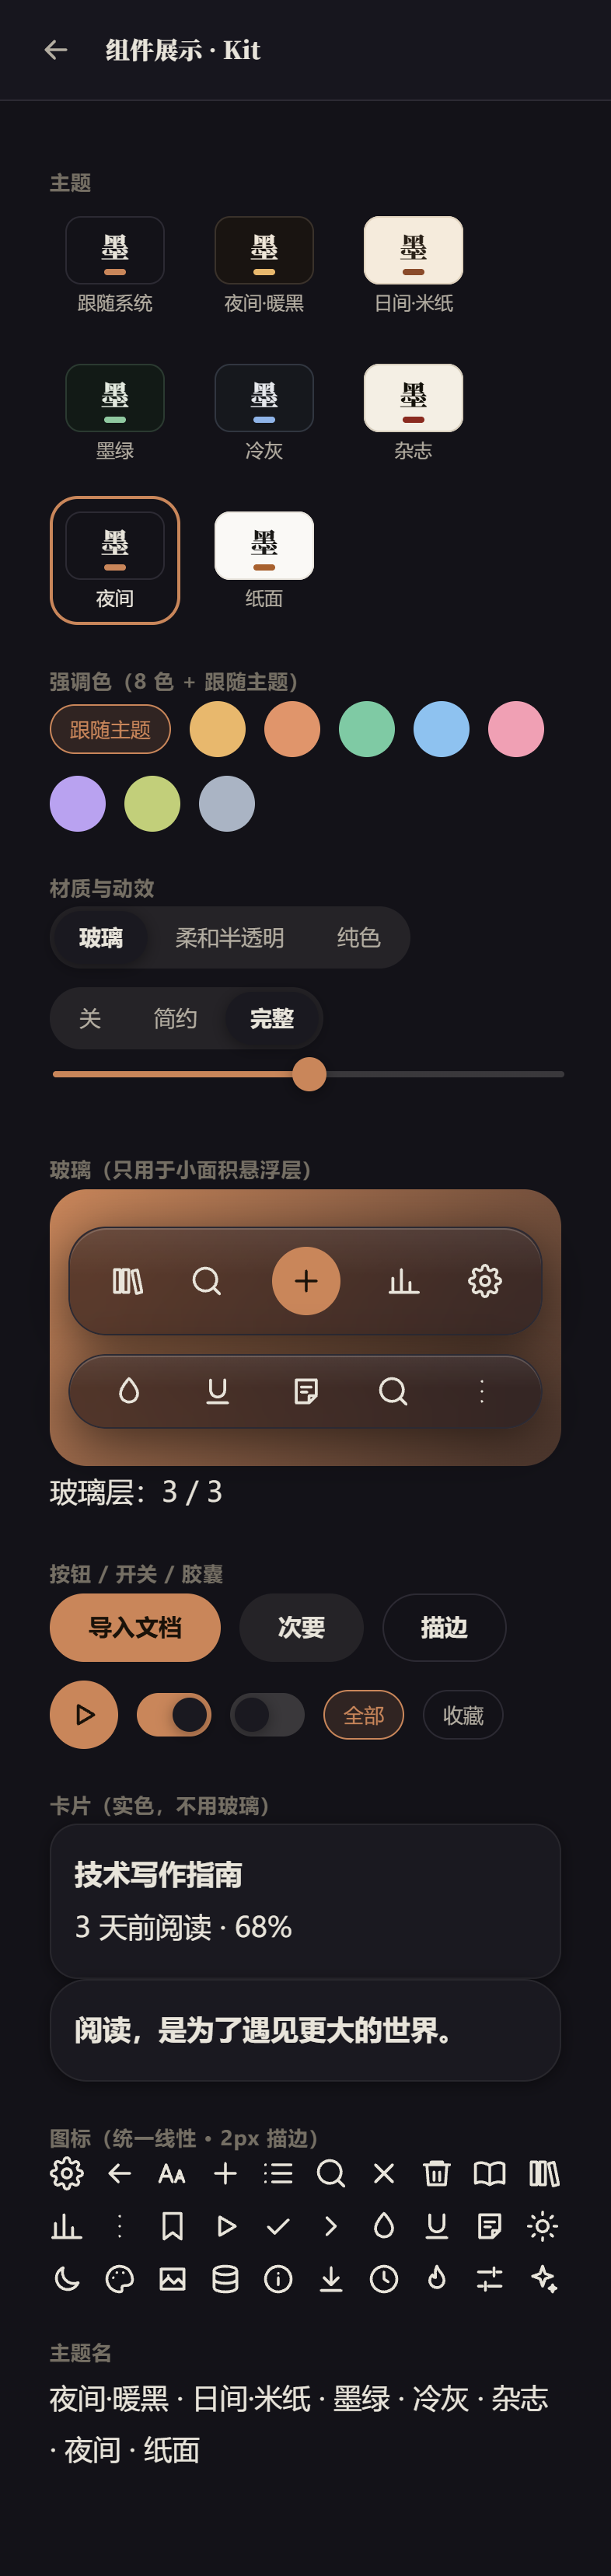 组件展示 · Kit
主题
墨 墨 墨
跟随系统 夜间·暖黑 日间·米纸
墨 墨 墨
墨绿 冷灰 杂志
墨 墨
夜间 纸面
强调色（8 色 + 跟随主题）
跟随主题
材质与动效
玻璃 柔和半透明 纯色
关 简约 完整
玻璃（只用于小面积悬浮层）
玻璃层：3 / 3
按钮 / 开关 / 胶囊
导入文档 次要 描边
全部 收藏
卡片（实色，不用玻璃）
技术写作指南
3 天前阅读 · 68%
阅读，是为了遇见更大的世界。
图标（统一线性 • 2px 描边）
主题名
夜间·暖黑 · 日间·米纸 · 墨绿 · 冷灰 · 杂志
· 夜间 · 纸面